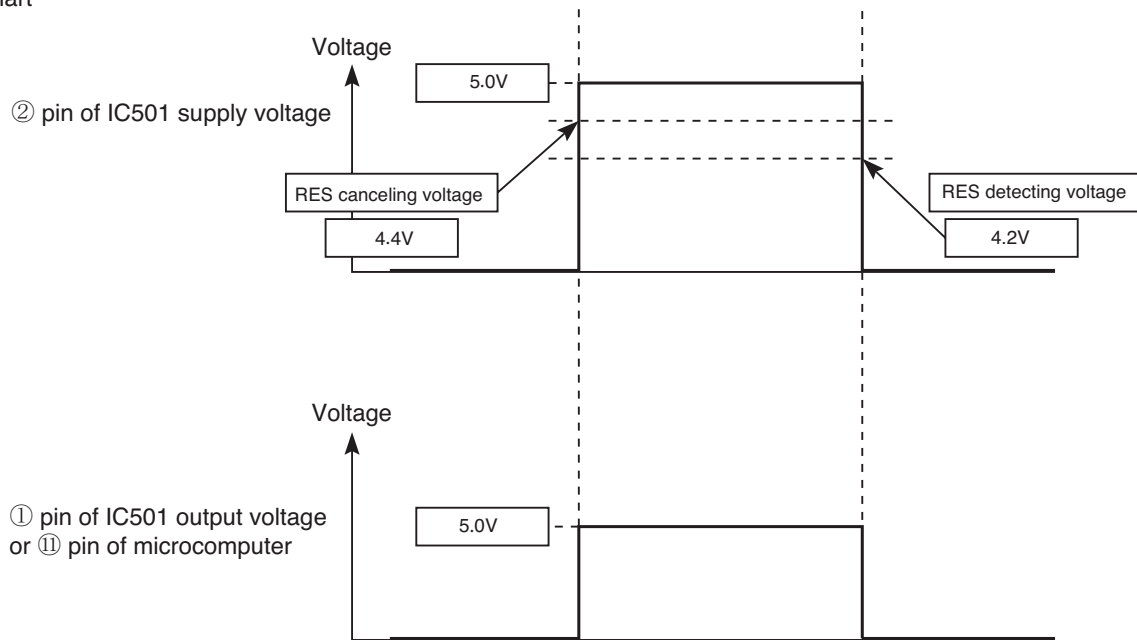 Voltage
5.0V
② pin of IC501 supply voltage
RES canceling voltage
RES detecting voltage
4.4V
4.2V
Voltage
① pin of IC501 output voltage
or ⑪ pin of microcomputer
5.0V